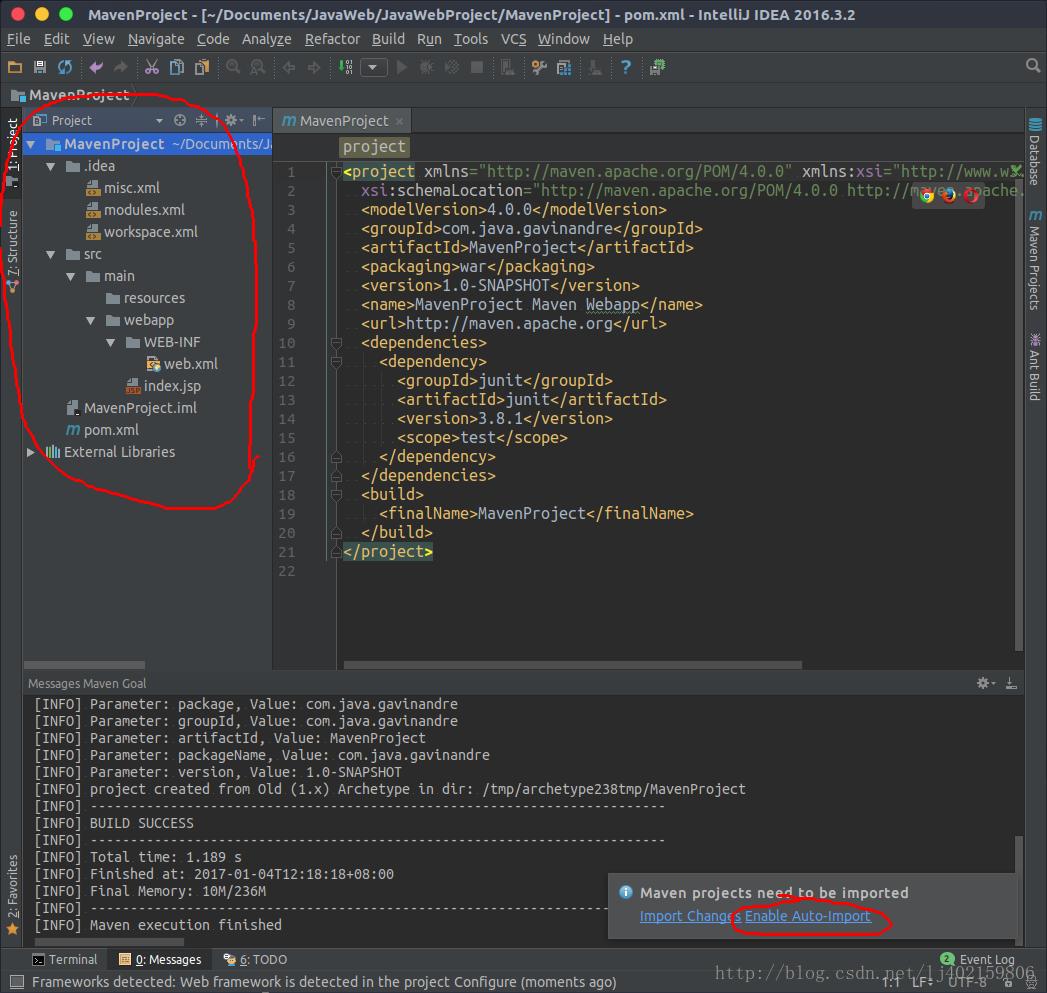 MavenProject - [~/Documents/JavaWeb/JavaWebProject/MavenProject] - pom.xml - IntelliJ IDEA 2016.3.2
File Edit View Navigate Code Analyze Refactor Build Run Tools VCS Window Help
MavenProject
1: Project
7: Structure
2: Favorites
Project
MavenProject ~/Documents/Ja
.idea
misc.xml
modules.xml
workspace.xml
src
main
resources
webapp
WEB-INF
web.xml
index.jsp
MavenProject.iml
pom.xml
External Libraries
MavenProject
project
1 <project xmlns="http://maven.apache.org/POM/4.0.0" xmlns:xsi="http://www.w3
2 xsi:schemaLocation="http://maven.apache.org/POM/4.0.0 http://maven.apache.
3 <modelVersion>4.0.0</modelVersion>
4 <groupId>com.java.gavinandre</groupId>
5 <artifactId>MavenProject</artifactId>
6 <packaging>war</packaging>
7 <version>1.0-SNAPSHOT</version>
8 <name>MavenProject Maven Webapp</name>
9 <url>http://maven.apache.org</url>
10 <dependencies>
11 <dependency>
12 <groupId>junit</groupId>
13 <artifactId>junit</artifactId>
14 <version>3.8.1</version>
15 <scope>test</scope>
16 </dependency>
17 </dependencies>
18 <build>
19 <finalName>MavenProject</finalName>
20 </build>
21 </project>
22
Database
Maven Projects
Ant Build
Messages Maven Goal
[INFO] Parameter: package, Value: com.java.gavinandre
[INFO] Parameter: groupId, Value: com.java.gavinandre
[INFO] Parameter: artifactId, Value: MavenProject
[INFO] Parameter: packageName, Value: com.java.gavinandre
[INFO] Parameter: version, Value: 1.0-SNAPSHOT
[INFO] project created from Old (1.x) Archetype in dir: /tmp/archetype238tmp/MavenProject
[INFO] ------------------------------------------------------------------------
[INFO] BUILD SUCCESS
[INFO] ------------------------------------------------------------------------
[INFO] Total time: 1.189 s
[INFO] Finished at: 2017-01-04T12:18:18+08:00
[INFO] Final Memory: 10M/236M
[INFO] -----------------------------------------------------------------
[INFO] Maven execution finished
Maven projects need to be imported
Import Changes Enable Auto-Import
Terminal 0: Messages 6: TODO 2 Event Log
Frameworks detected: Web framework is detected in the project Configure (moments ago) 1:1 LF UTF-8
http://blog.csdn.net/lj402159806